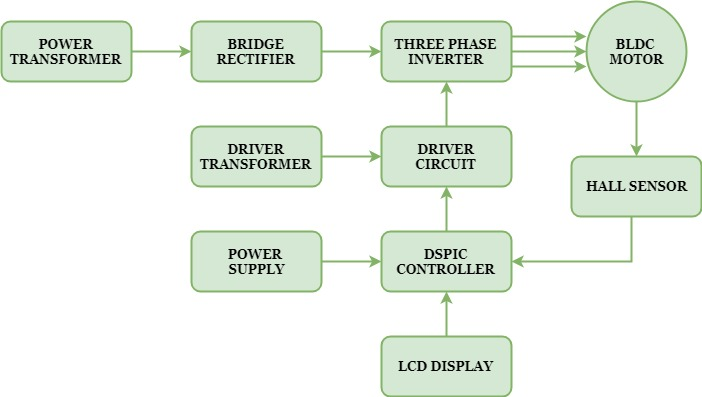 POWER
TRANSFORMER
BRIDGE
RECTIFIER
THREE PHASE
INVERTER
BLDC
MOTOR
DRIVER
TRANSFORMER
DRIVER
CIRCUIT
HALL SENSOR
POWER
SUPPLY
DSPIC
CONTROLLER
LCD DISPLAY